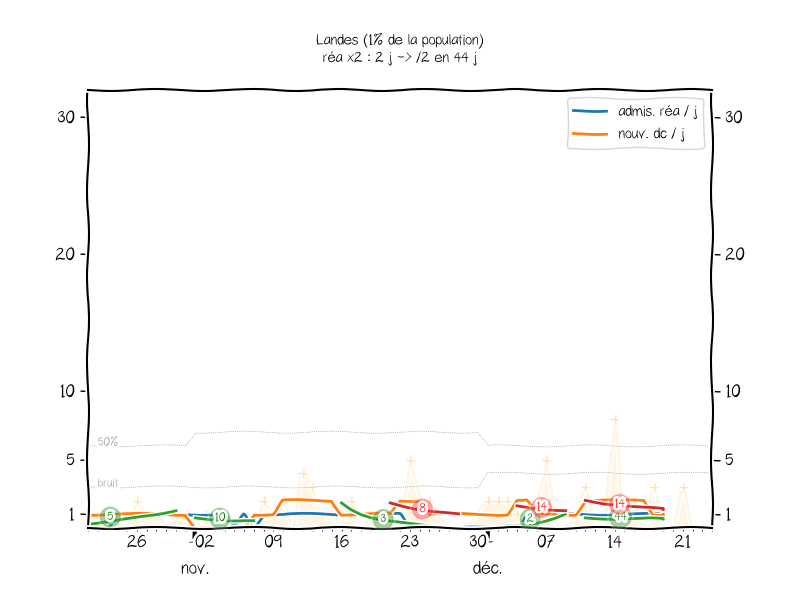 Landes (1% de la population)
réa x2 : 2 j -> /2 en 44 j
30 30
admis. réa / j
nouv. dc / j
20 20
10 10
50%
5 5
bruit
1 1
5 10 3 8 2 14 14 44
26 02 09 16 23 30 07 14 21
nov. déc.